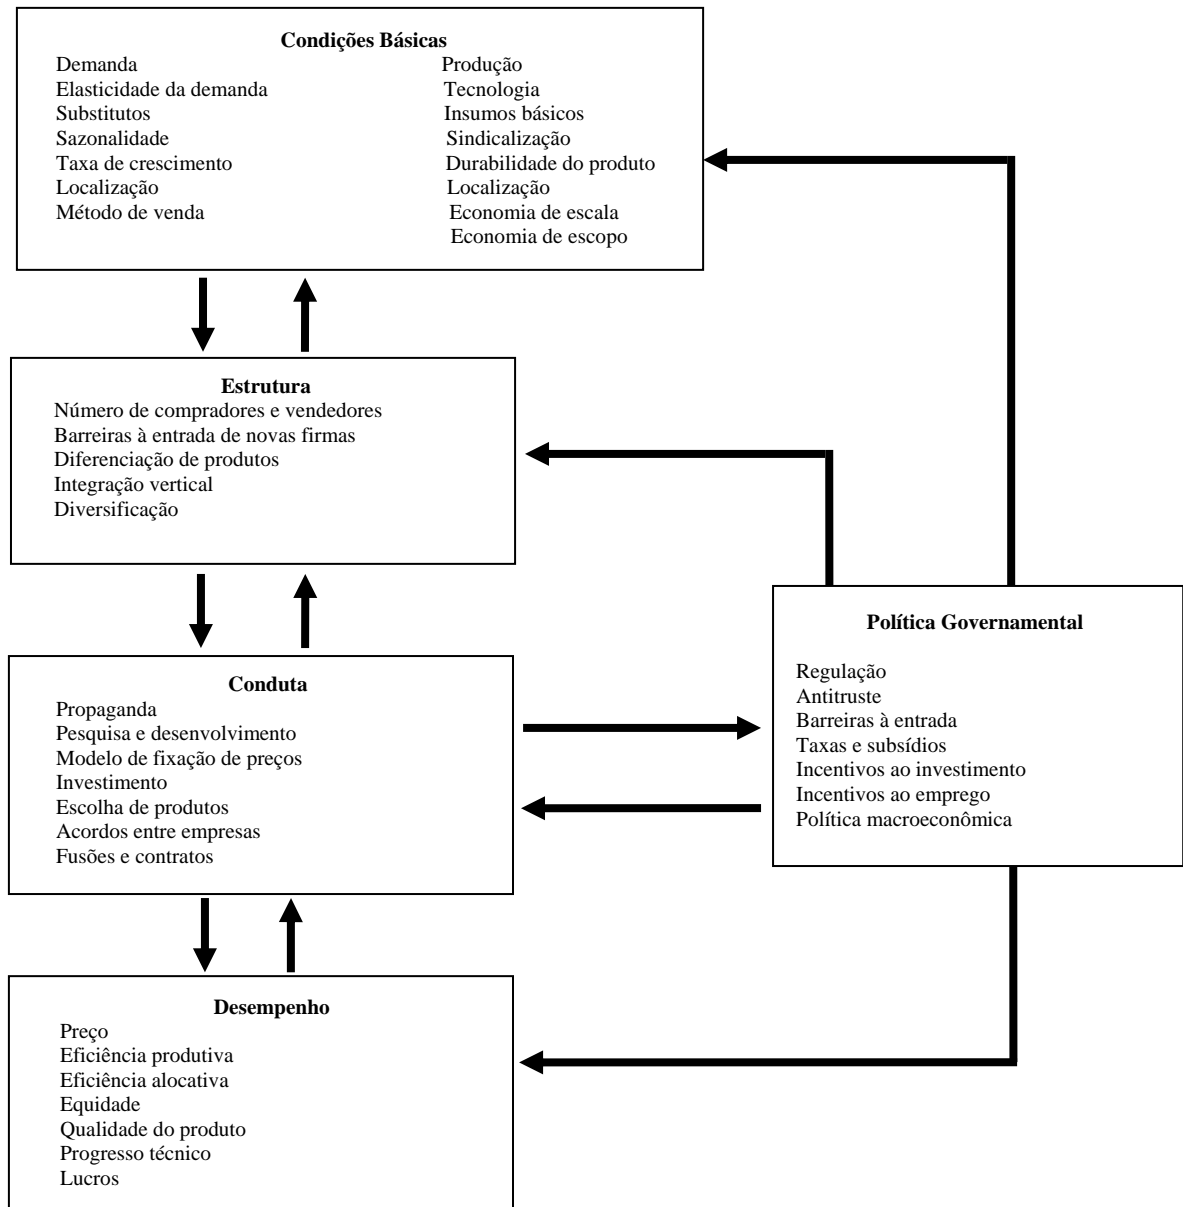 Condições Básicas
Demanda Produção
Elasticidade da demanda Tecnologia
Substitutos Insumos básicos
Sazonalidade Sindicalização
Taxa de crescimento Durabilidade do produto
Localização Localização
Método de venda Economia de escala
Economia de escopo
Estrutura
Número de compradores e vendedores
Barreiras à entrada de novas firmas
Diferenciação de produtos
Integração vertical
Diversificação
Política Governamental
Regulação
Antitruste
Barreiras à entrada
Taxas e subsídios
Incentivos ao investimento
Incentivos ao emprego
Política macroeconômica
Conduta
Propaganda
Pesquisa e desenvolvimento
Modelo de fixação de preços
Investimento
Escolha de produtos
Acordos entre empresas
Fusões e contratos
Desempenho
Preço
Eficiência produtiva
Eficiência alocativa
Equidade
Qualidade do produto
Progresso técnico
Lucros